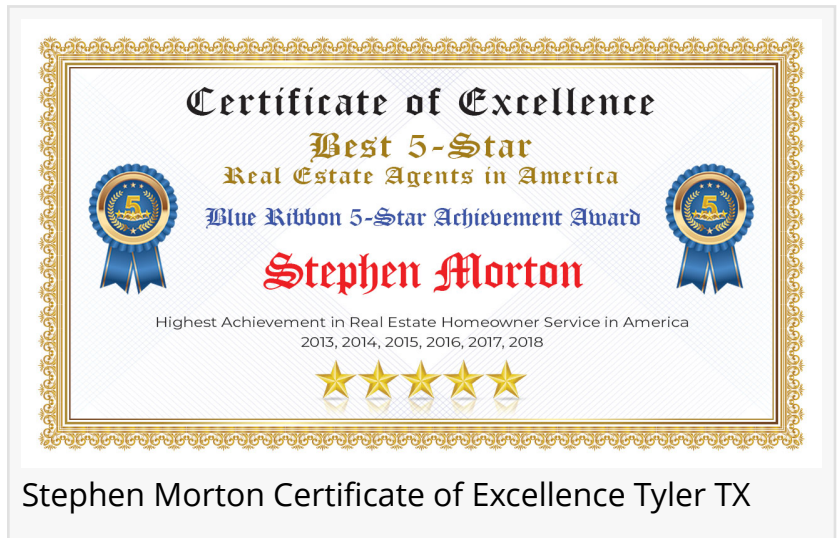 Certificate of Excellence
Best 5-Star
Real Estate Agents in America
Blue Ribbon 5-Star Achievement Award
5
5
Stephen Morton
Highest Achievement in Real Estate Homeowner Service in America
2013, 2014, 2015, 2016, 2017, 2018
Stephen Morton Certificate of Excellence Tyler TX